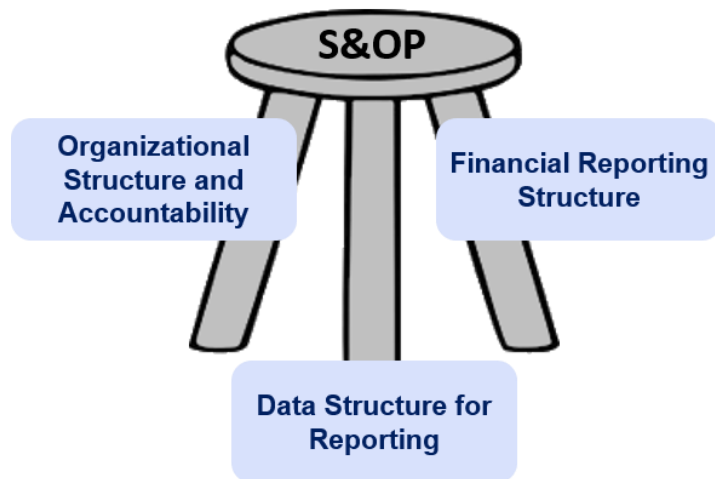 S&OP
Organizational
Structure and
Accountability
Financial Reporting
Structure
Data Structure for
Reporting